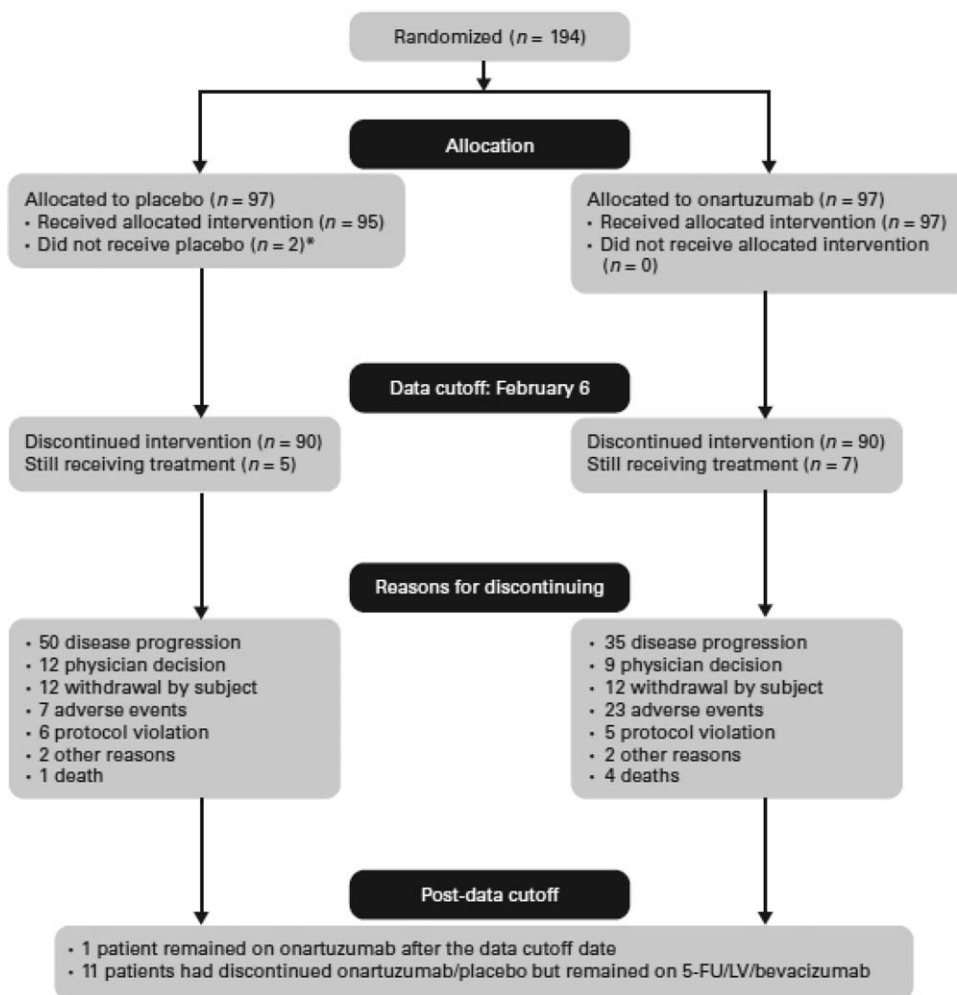 Randomized (n = 194)
Allocation
Allocated to placebo (n = 97)
• Received allocated intervention (n = 95)
• Did not receive placebo (n = 2)*
Allocated to onartuzumab (n = 97)
• Received allocated intervention (n = 97)
• Did not receive allocated intervention
(n = 0)
Data cutoff: February 6
Discontinued intervention (n = 90)
Still receiving treatment (n = 5)
Discontinued intervention (n = 90)
Still receiving treatment (n = 7)
Reasons for discontinuing
• 50 disease progression
• 12 physician decision
• 12 withdrawal by subject
• 7 adverse events
• 6 protocol violation
• 2 other reasons
• 1 death
• 35 disease progression
• 9 physician decision
• 12 withdrawal by subject
• 23 adverse events
• 5 protocol violation
• 2 other reasons
• 4 deaths
Post-data cutoff
• 1 patient remained on onartuzumab after the data cutoff date
• 11 patients had discontinued onartuzumab/placebo but remained on 5-FU/LV/bevacizumab